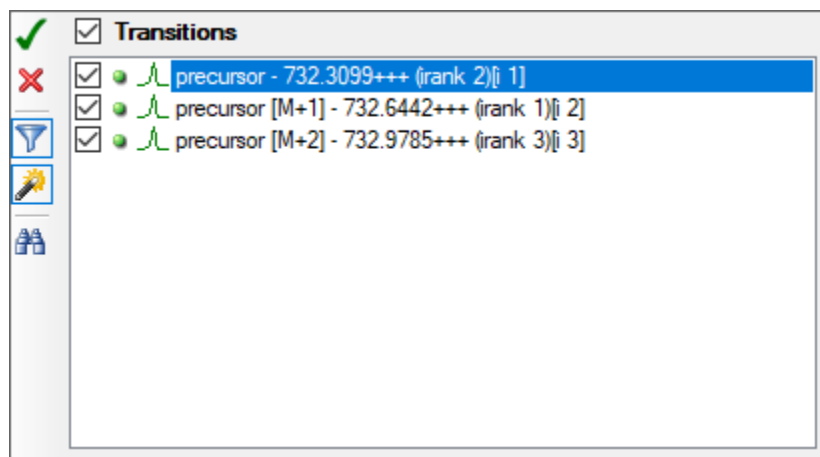 Transitions
precursor - 732.3099+++ (irank 2)[i 1]
precursor [M+1] - 732.6442+++ (irank 1)[i 2]
precursor [M+2] - 732.9785+++ (irank 3)[i 3]